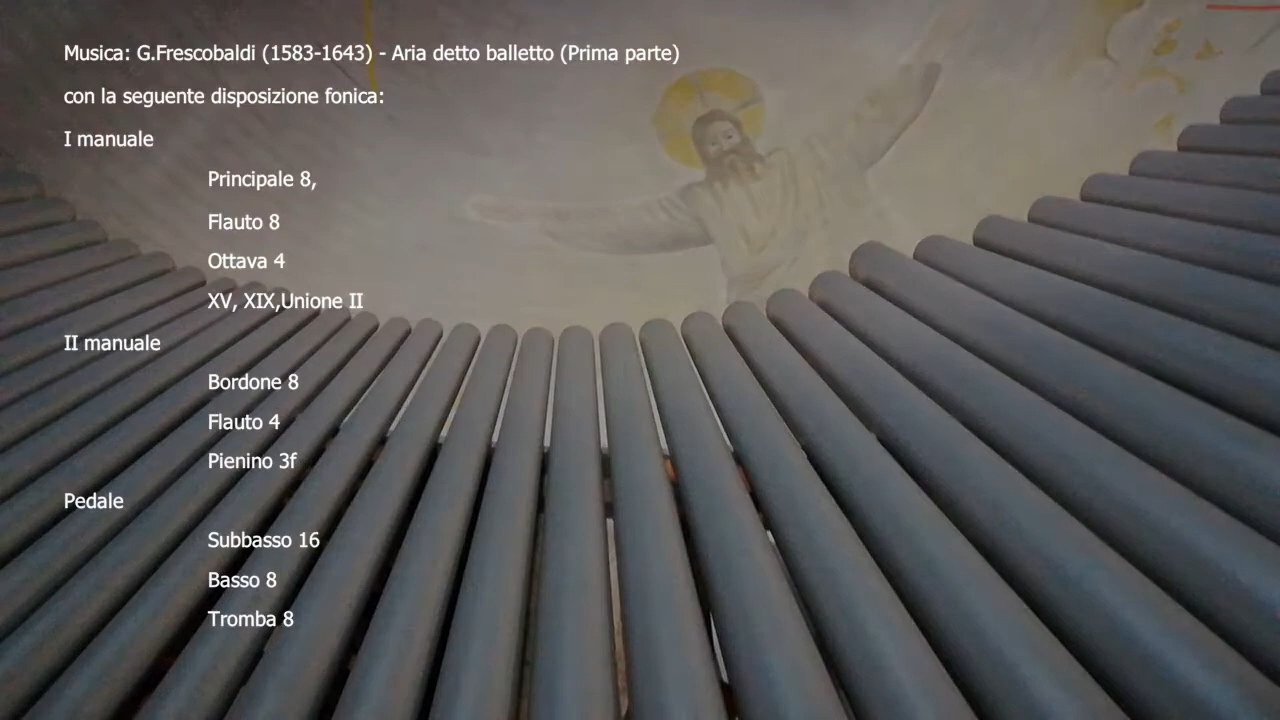 Musica: G.Frescobaldi (1583-1643) - Aria detto balletto (Prima parte)
con la seguente disposizione fonica:
I manuale
Principale 8,
Flauto 8
Ottava 4
XV, XIX,Unione II
II manuale
Bordone 8
Flauto 4
Pienino 3f
Pedale
Subbasso 16
Basso 8
Tromba 8